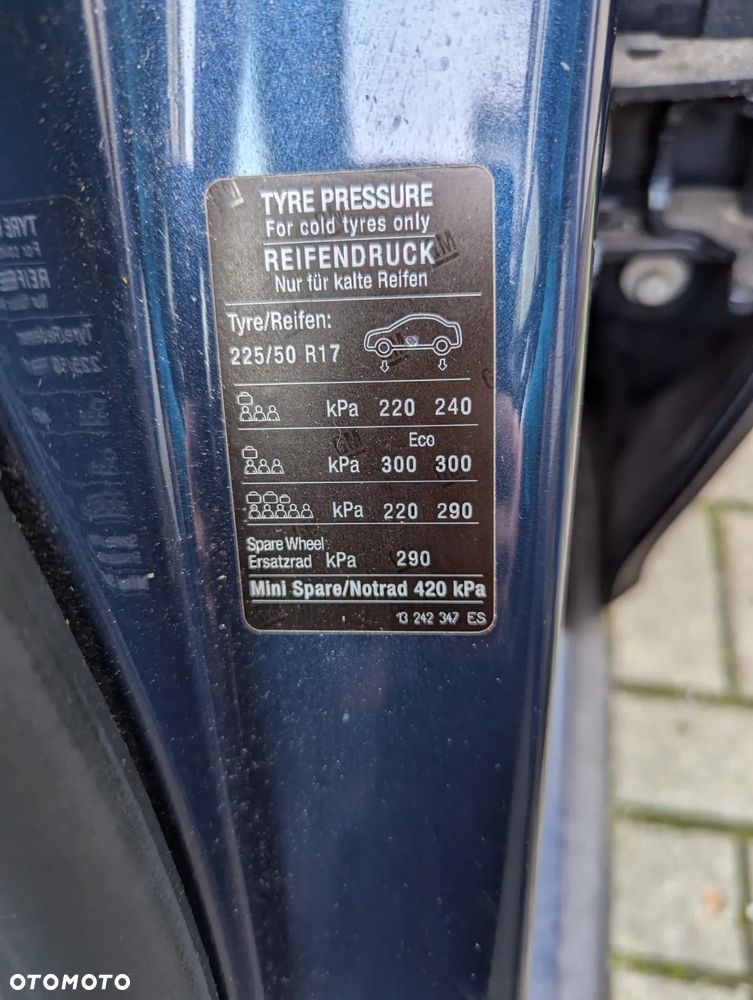 TYRE PRESSURE
For cold tyres only
REIFENDRUCK
Nur für kalte Reifen
Tyre/Reifen:
225/50 R17
kPa 220 240
Eco
kPa 300 300
kPa 220 290
Spare Wheel
Ersatzrad kPa 290
Mini Spare/Notrad 420 kPa
13 242 347 ES
OTOMOTO